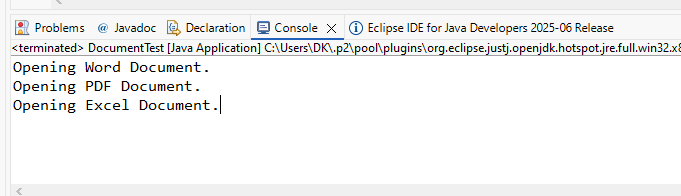 Problems @ Javadoc Declaration Console Eclipse IDE for Java Developers 2025-06 Release
<terminated> DocumentTest [Java Application] C:\Users\DK\.p2\pool\plugins\org.eclipse.justj.openjdk.hotspot.jre.full.win32.x8
Opening Word Document.
Opening PDF Document.
Opening Excel Document.